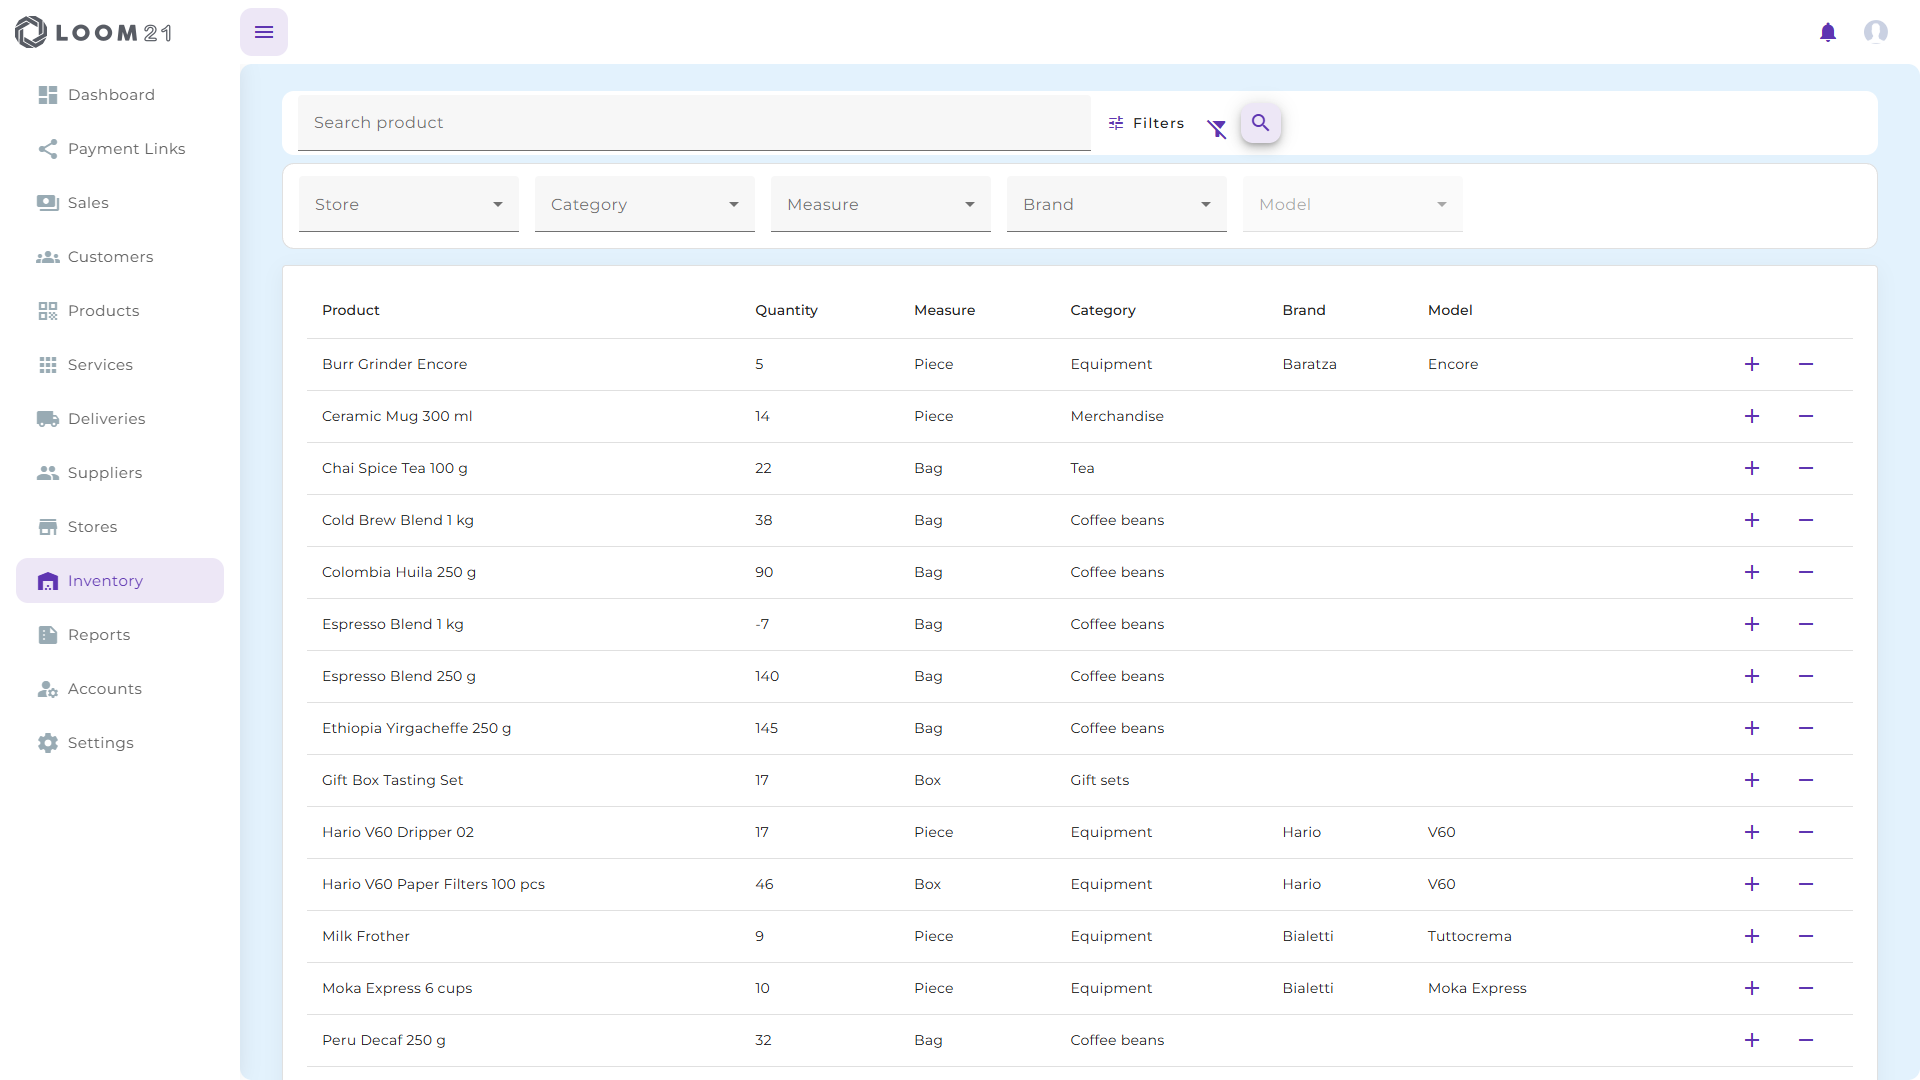 LOOM 21
Dashboard
Payment Links
Sales
Customers
Products
Services
Deliveries
Suppliers
Stores
Inventory
Reports
Accounts
Settings
Search product
Filters
Store
Category
Measure
Brand
Model
Product Quantity Measure Category Brand Model
Burr Grinder Encore 5 Piece Equipment Baratza Encore
Ceramic Mug 300 ml 14 Piece Merchandise
Chai Spice Tea 100 g 22 Bag Tea
Cold Brew Blend 1 kg 38 Bag Coffee beans
Colombia Huila 250 g 90 Bag Coffee beans
Espresso Blend 1 kg -7 Bag Coffee beans
Espresso Blend 250 g 140 Bag Coffee beans
Ethiopia Yirgacheffe 250 g 145 Bag Coffee beans
Gift Box Tasting Set 17 Box Gift sets
Hario V60 Dripper 02 17 Piece Equipment Hario V60
Hario V60 Paper Filters 100 pcs 46 Box Equipment Hario V60
Milk Frother 9 Piece Equipment Bialetti Tuttocrema
Moka Express 6 cups 10 Piece Equipment Bialetti Moka Express
Peru Decaf 250 g 32 Bag Coffee beans